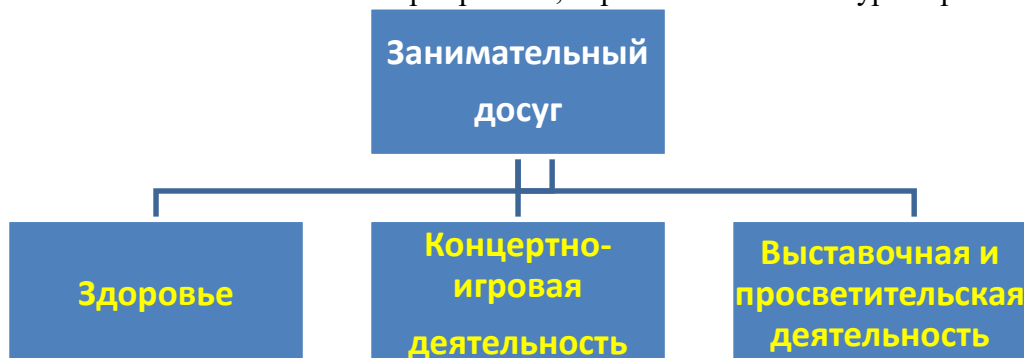 Занимательный
досуг
Здоровье
Концертно-
игровая
деятельность
Выставочная и
просветительская
деятельность